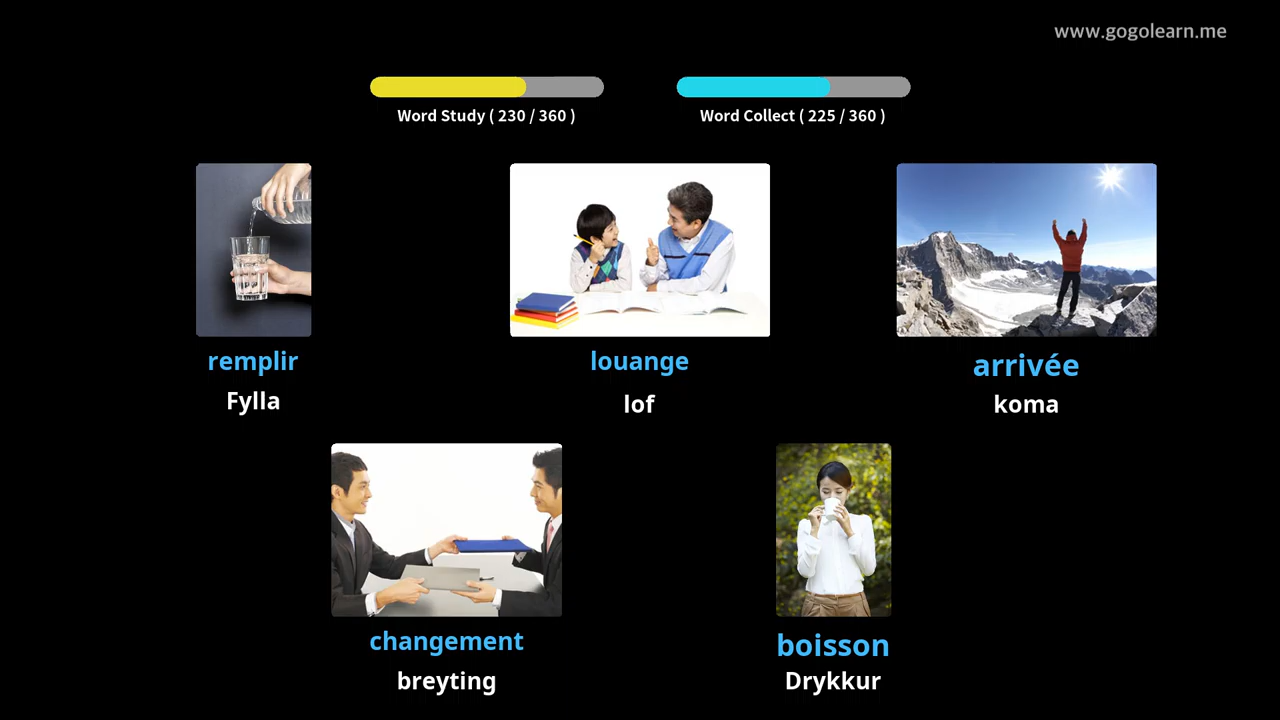 www.gogolearn.me
Word Study ( 230 / 360 )
Word Collect ( 225 / 360 )
remplir
Fylla
louange
lof
arrivée
koma
changement
breyting
boisson
Drykkur